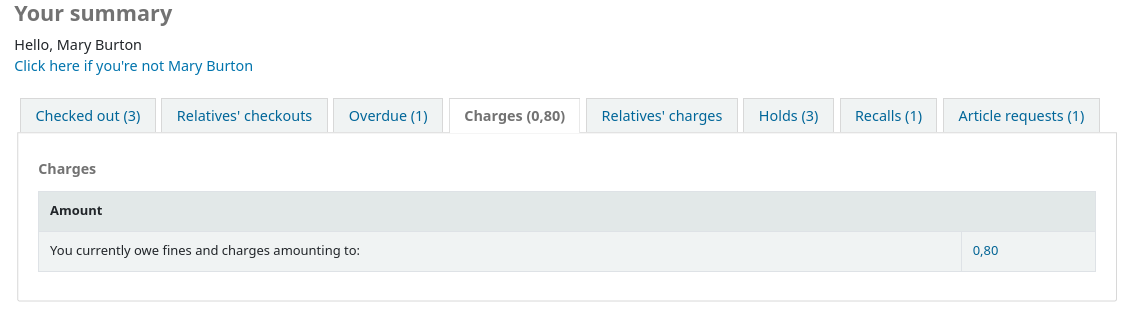 Your summary
Hello, Mary Burton
Click here if you're not Mary Burton
Checked out (3) Relatives' checkouts Overdue (1) Charges (0,80) Relatives' charges Holds (3) Recalls (1) Article requests (1)
Charges
Amount
You currently owe fines and charges amounting to: 0,80